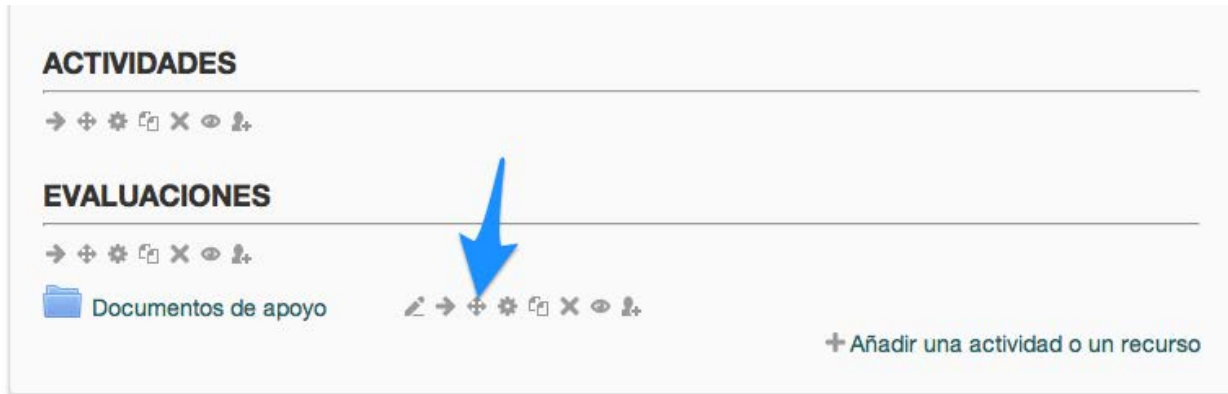 ACTIVIDADES
EVALUACIONES
Documentos de apoyo
Añadir una actividad o un recurso